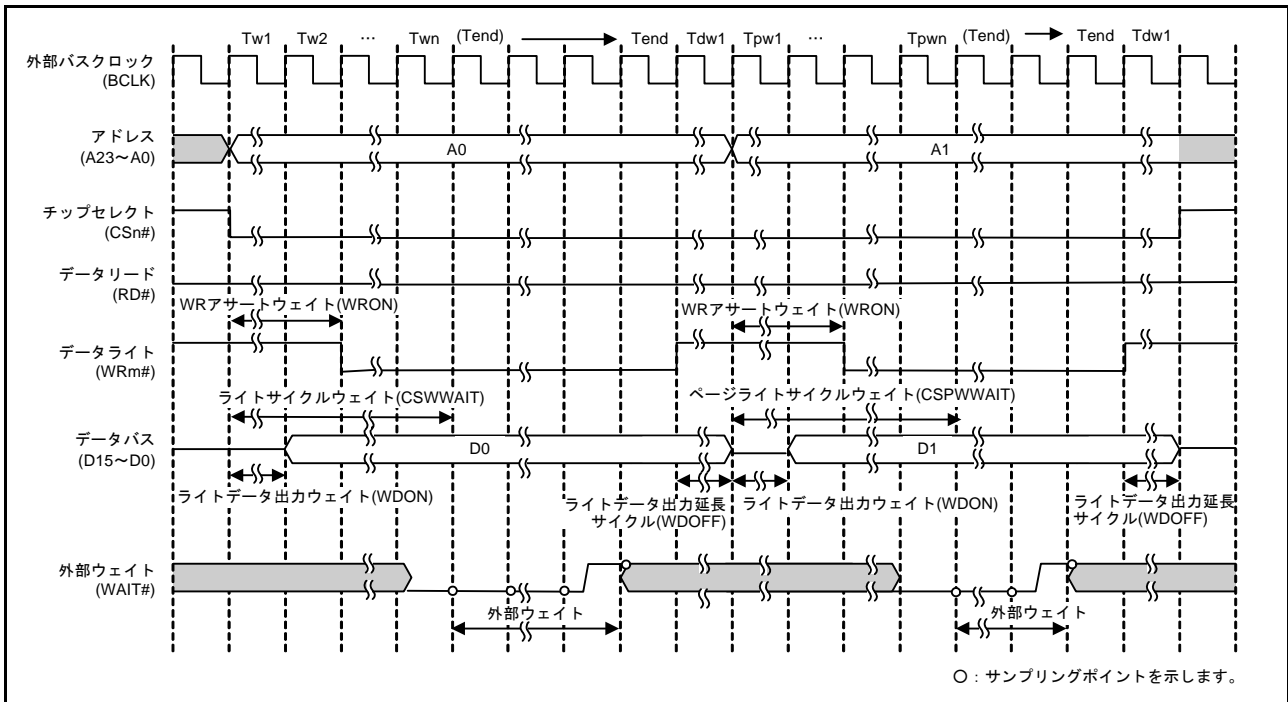 Tw1 Tw2 … Twn (Tend) Tend Tdw1 Tpw1 … Tpwn (Tend) Tend Tdw1
外部バスクロック
(BCLK)
アドレス
(A23～A0)
A0
A1
チップセレクト
(CSn#)
データリード
(RD#)
WRアサートウェイト(WRON)
WRアサートウェイト(WRON)
データライト
(WRm#)
ライトサイクルウェイト(CSWWAIT)
ページライトサイクルウェイト(CSPWWAIT)
データバス
(D15～D0)
D0
D1
ライトデータ出力ウェイト(WDON)
ライトデータ出力延長
サイクル(WDOFF)
ライトデータ出力ウェイト(WDON)
ライトデータ出力延長
サイクル(WDOFF)
外部ウェイト
(WAIT#)
外部ウェイト
外部ウェイト
○：サンプリングポイントを示します。